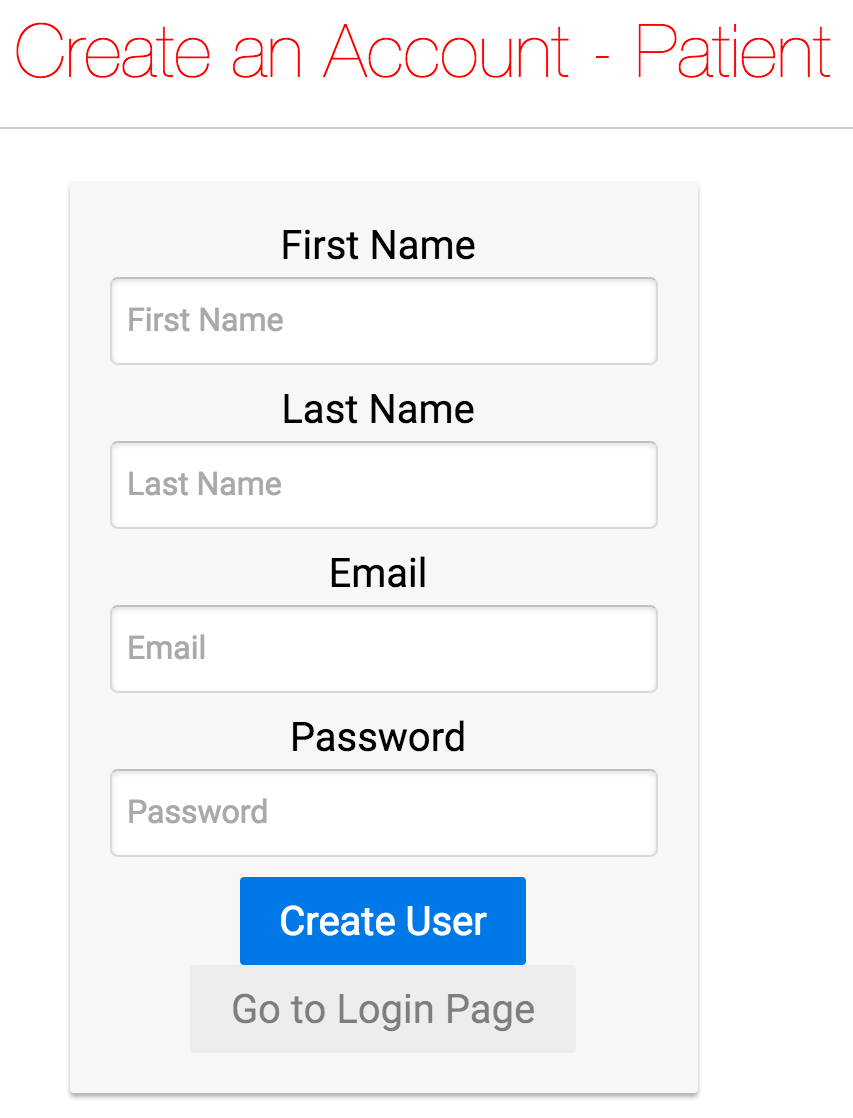 Create an Account - Patient
First Name
First Name
Last Name
Last Name
Email
Email
Password
Password
Create User
Go to Login Page